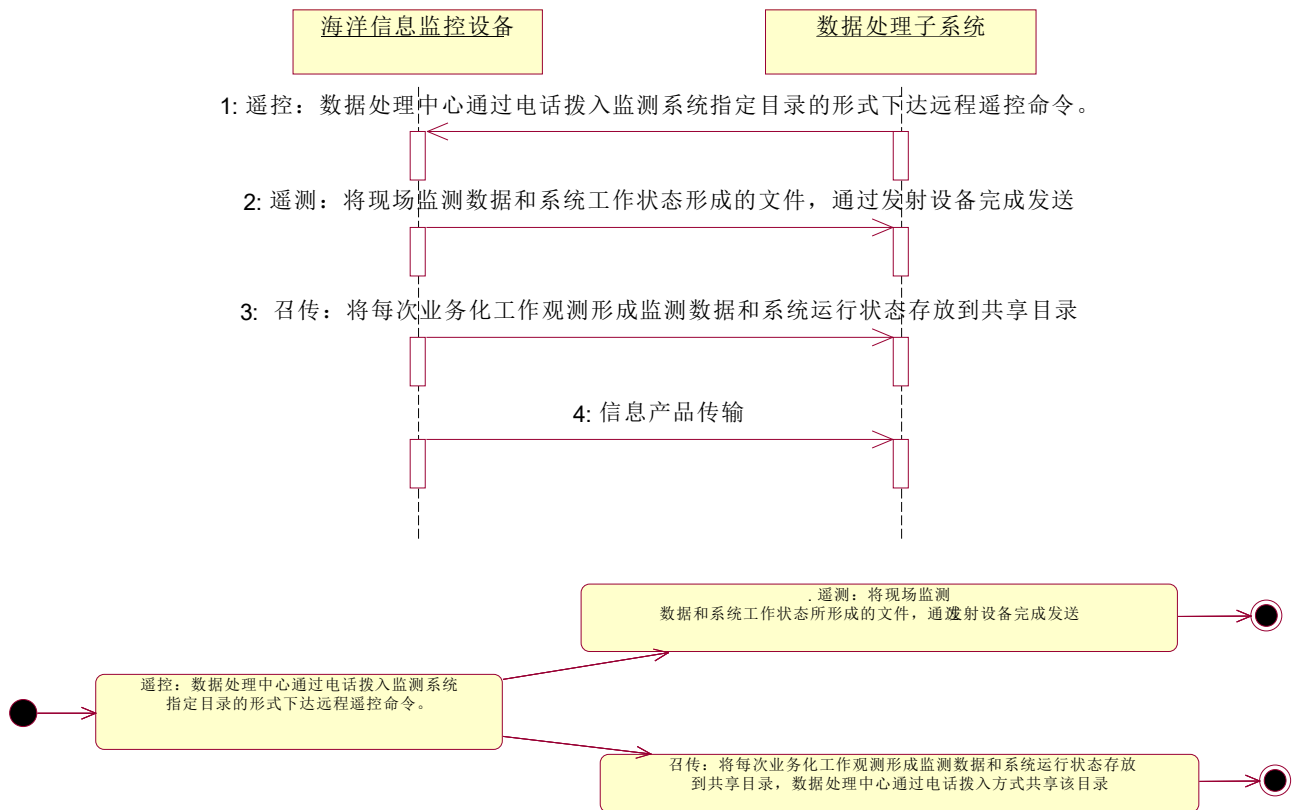 海洋信息监控设备
数据处理子系统
1: 遥控：数据处理中心通过电话拨入监测系统指定目录的形式下达远程遥控命令。
2: 遥测：将现场监测数据和系统工作状态形成的文件，通过发射设备完成发送
3: 召传：将每次业务化工作观测形成监测数据和系统运行状态存放到共享目录
4: 信息产品传输
. 遥测：将现场监测
数据和系统工作状态所形成的文件，通过发射设备完成发送
遥控：数据处理中心通过电话拨入监测系统
指定目录的形式下达远程遥控命令。
召传：将每次业务化工作观测形成监测数据和系统运行状态存放
到共享目录，数据处理中心通过电话拨入方式共享该目录